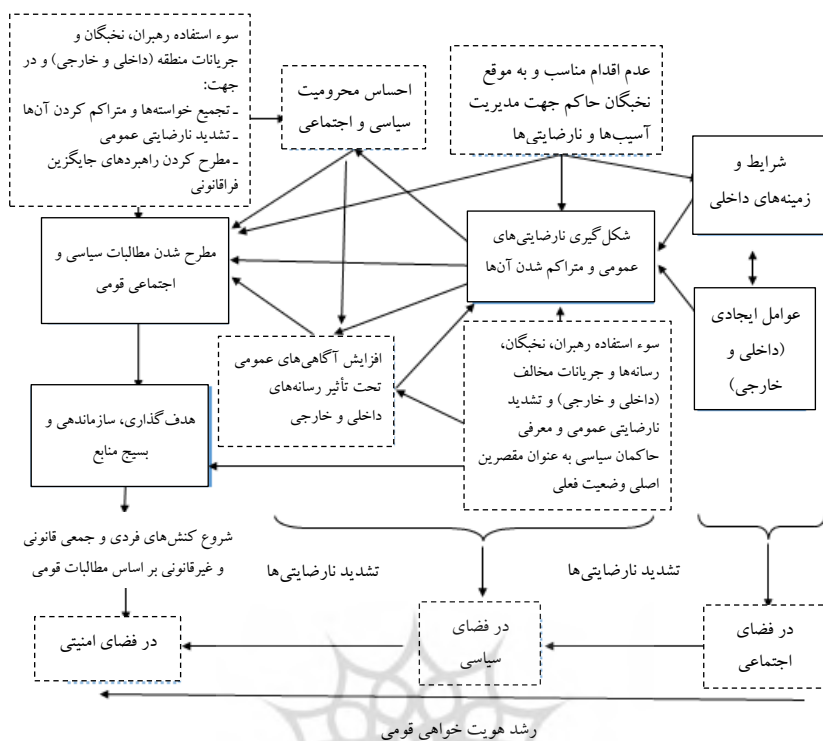 عدم اقدام مناسب و به موقع
نخبگان حاکم جهت مدیریت
آسیب‌ها و نارضایتی‌ها
شرایط و
زمینه‌های داخلی
عوامل ایجادی
(داخلی و
خارجی)
شکل‌گیری نارضایتی‌های
عمومی و متراکم شدن آن‌ها
سوء استفاده رهبران، نخبگان،
رسانه‌ها و جریانات مخالف
(داخلی و خارجی) و تشدید
نارضایتی عمومی و معرفی
حاکمان سیاسی به عنوان مقصرین
اصلی وضعیت فعلی
احساس محرومیت
سیاسی و اجتماعی
افزایش آگاهی‌های عمومی
تحت تأثیر رسانه‌های
داخلی و خارجی
سوء استفاده رهبران، نخبگان و
جریانات منطقه (داخلی و خارجی) و در
جهت:
ـ تجمیع خواسته‌ها و متراکم کردن آن‌ها
ـ تشدید نارضایتی عمومی
ـ مطرح کردن راهبردهای جایگزین
فراقانونی
مطرح شدن مطالبات سیاسی و
اجتماعی قومی
هدف‌گذاری، سازماندهی و
بسیج منابع
شروع کنش‌های فردی و جمعی قانونی
و غیرقانونی بر اساس مطالبات قومی
تشدید نارضایتی‌ها
تشدید نارضایتی‌ها
در فضای
اجتماعی
در فضای
سیاسی
در فضای امنیتی
رشد هویت خواهی قومی